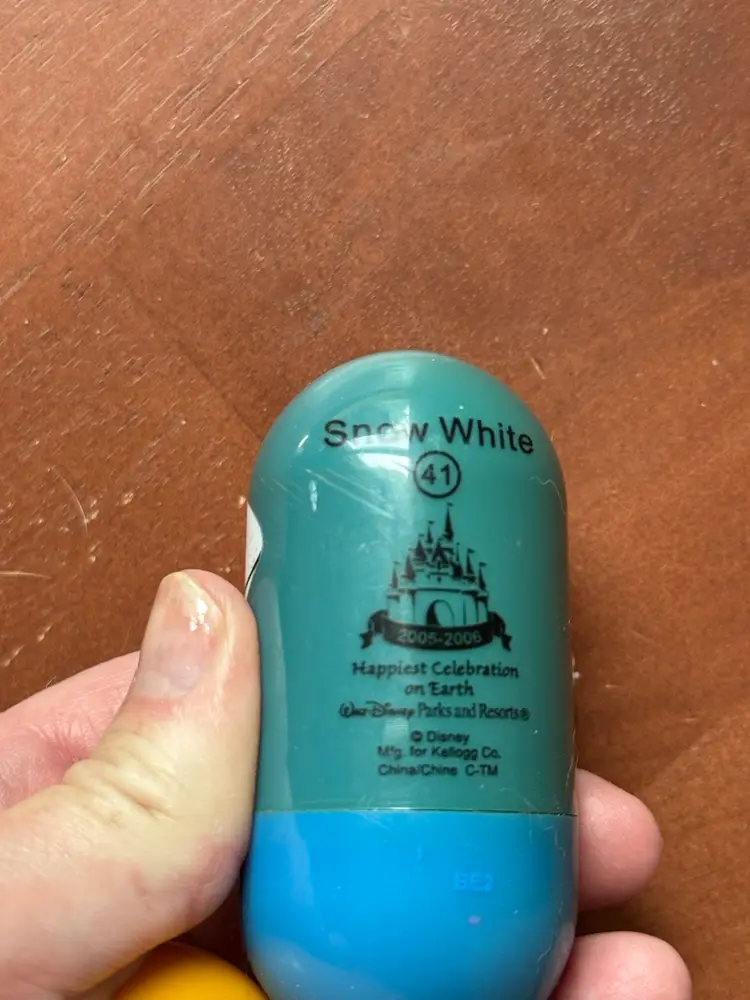 Snow White
41
2005-2006
Happiest Celebration
on Earth
Walt Disney Parks and Resorts®
© Disney
Mfg. for Kellogg Co.
China/Chine C-TM